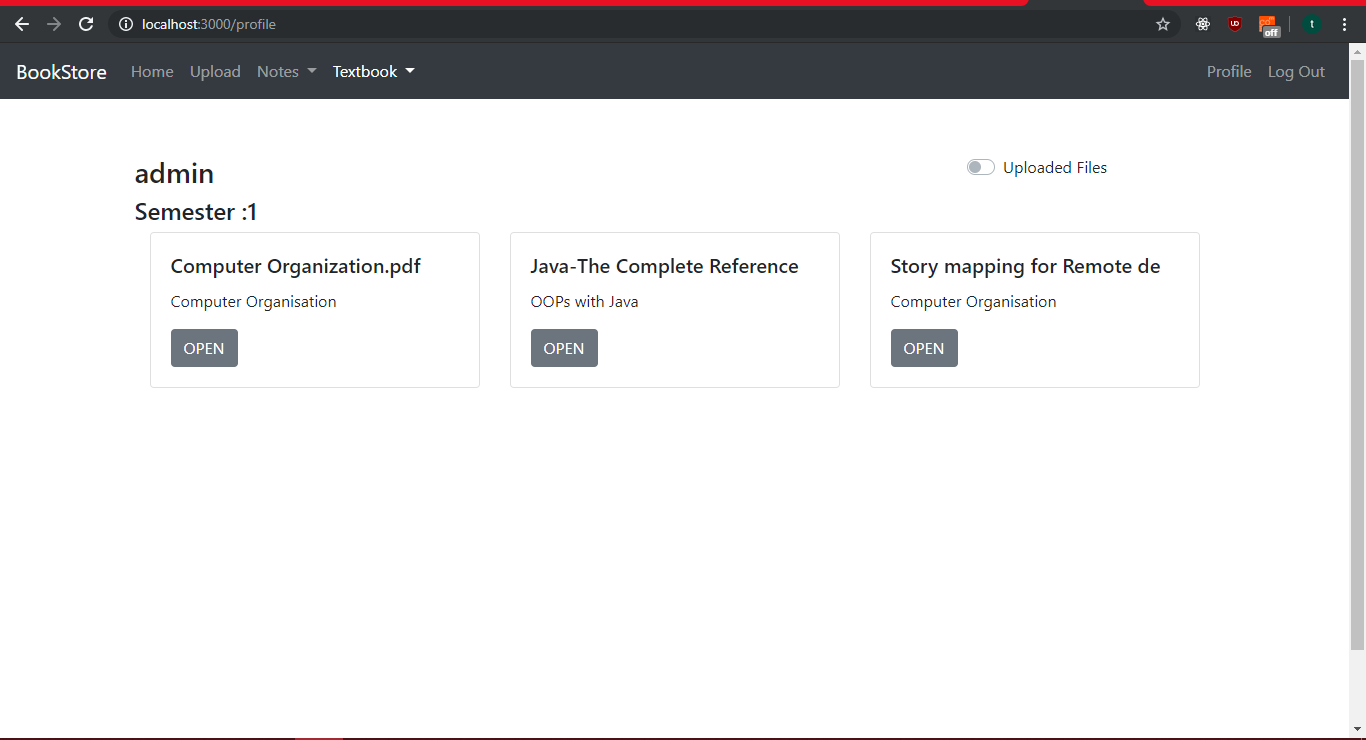 localhost:3000/profile
UD
pdf
off
t
BookStore Home Upload Notes Textbook Profile Log Out
admin
Uploaded Files
Semester :1
Computer Organization.pdf
Computer Organisation
OPEN
Java-The Complete Reference
OOPs with Java
OPEN
Story mapping for Remote de
Computer Organisation
OPEN